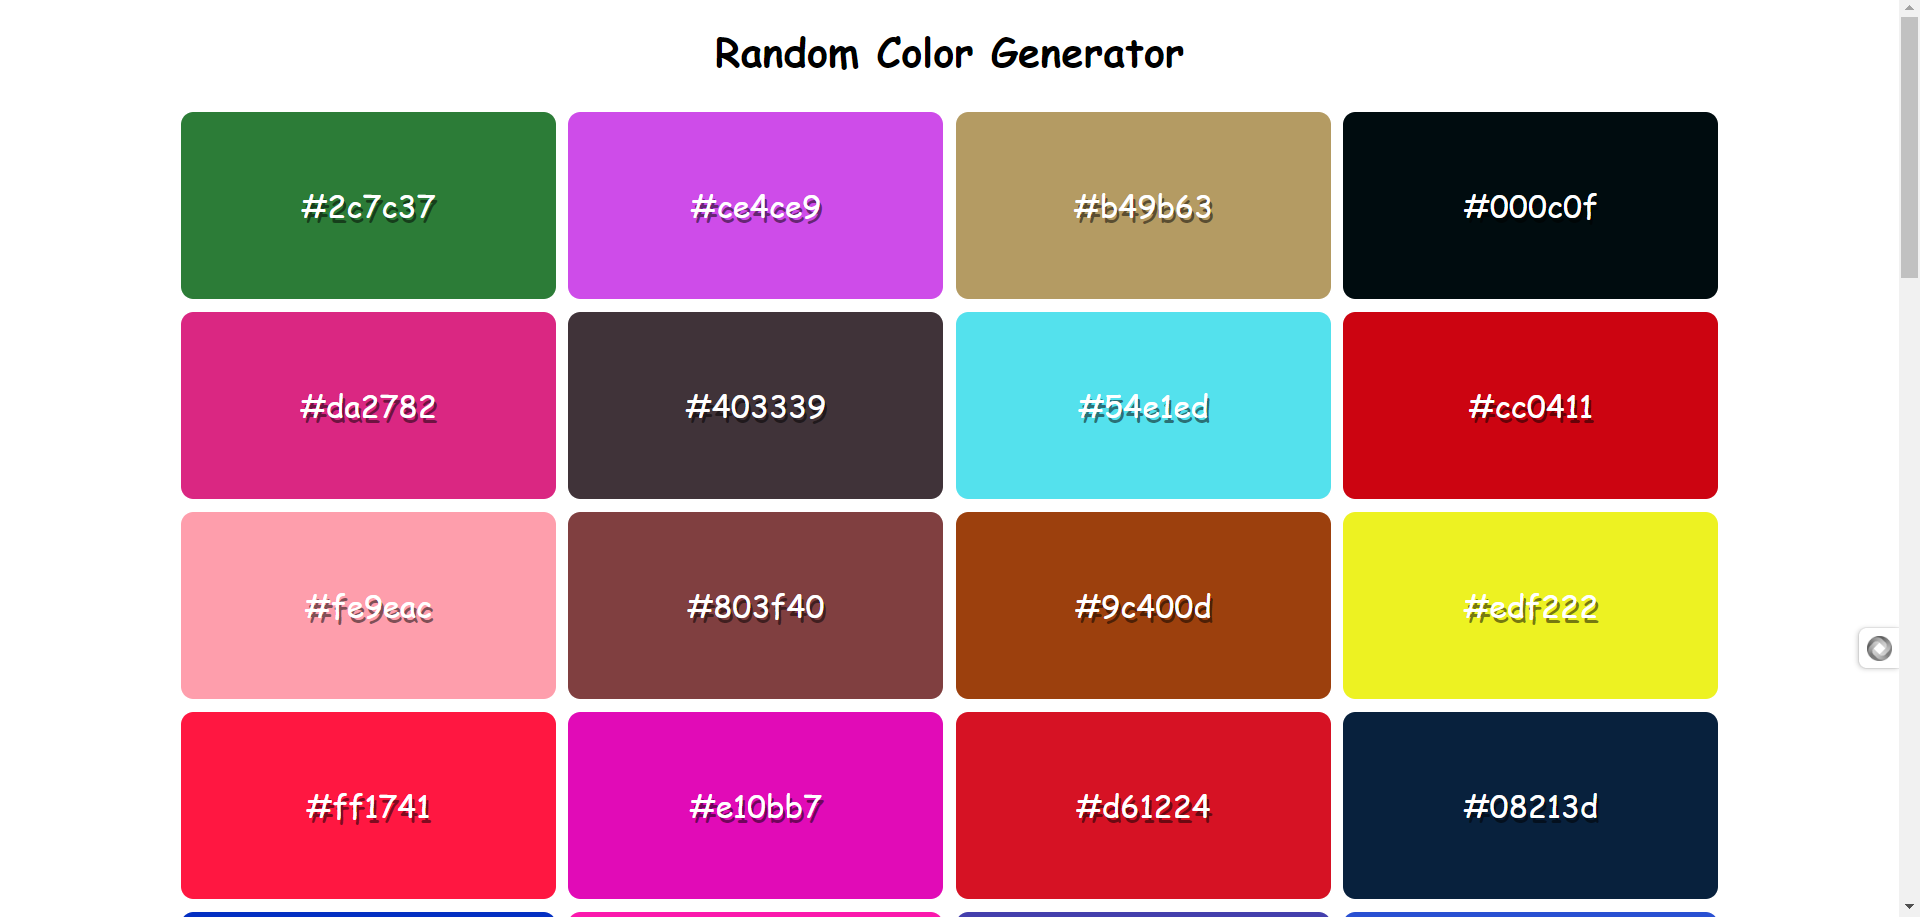 Random Color Generator
#2c7c37
#ce4ce9
#b49b63
#000c0f
#da2782
#403339
#54e1ed
#cc0411
#fe9eac
#803f40
#9c400d
#edf222
#ff1741
#e10bb7
#d61224
#08213d